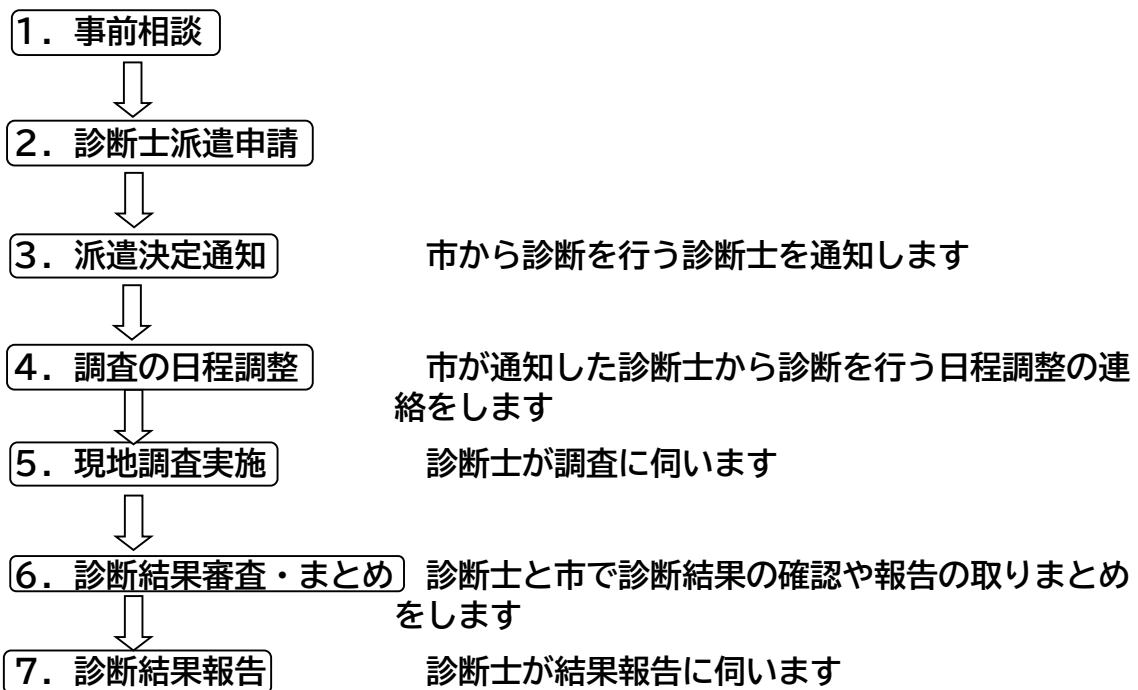 1．事前相談
2．診断士派遣申請
3．派遣決定通知　市から診断を行う診断士を通知します
4．調査の日程調整　市が通知した診断士から診断を行う日程調整の連
絡をします
5．現地調査実施　診断士が調査に伺います
6．診断結果審査・まとめ　診断士と市で診断結果の確認や報告の取りまとめ
をします
7．診断結果報告　診断士が結果報告に伺います